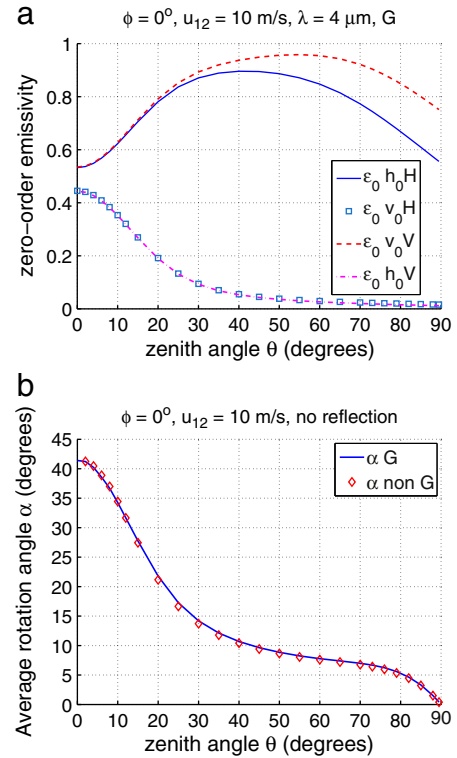 a
ϕ = 0°, u₁₂ = 10 m/s, λ = 4 μm, G
zero−order emissivity
1
0.8
0.6
0.4
0.2
0
ε₀ h₀H
ε₀ v₀H
ε₀ v₀V
ε₀ h₀V
0 10 20 30 40 50 60 70 80 90
zenith angle θ (degrees)
b
ϕ = 0°, u₁₂ = 10 m/s, no reflection
Average rotation angle α (degrees)
45
40
35
30
25
20
15
10
5
0
α G
α non G
0 10 20 30 40 50 60 70 80 90
zenith angle θ (degrees)